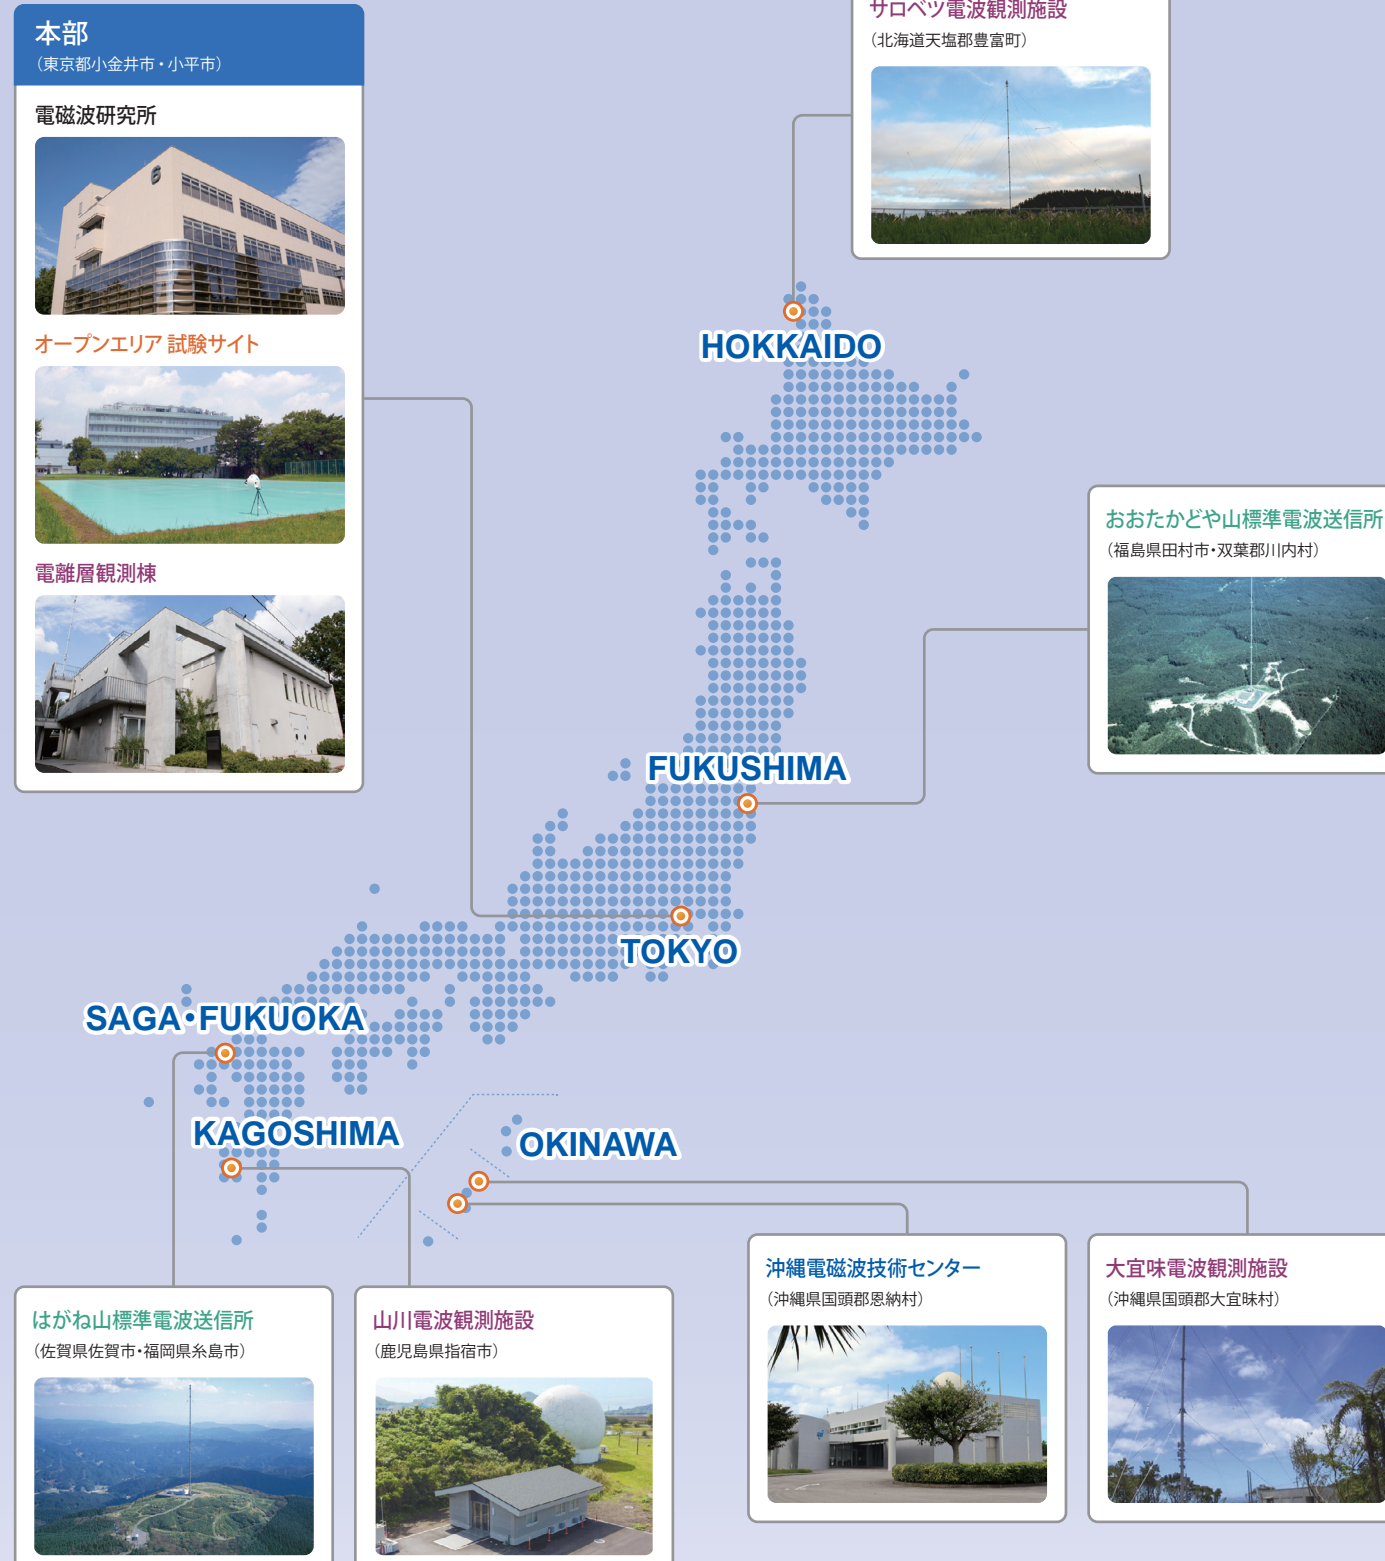 本部
（東京都小金井市・小平市）
電磁波研究所
6
オープンエリア 試験サイト
電離層観測棟
サロベツ電波観測施設
（北海道天塩郡豊富町）
HOKKAIDO
おおたかどや山標準電波送信所
（福島県田村市・双葉郡川内村）
FUKUSHIMA
TOKYO
SAGA・FUKUOKA
KAGOSHIMA
OKINAWA
はがね山標準電波送信所
（佐賀県佐賀市・福岡県糸島市）
山川電波観測施設
（鹿児島県指宿市）
沖縄電磁波技術センター
（沖縄県国頭郡恩納村）
大宜味電波観測施設
（沖縄県国頭郡大宜味村）